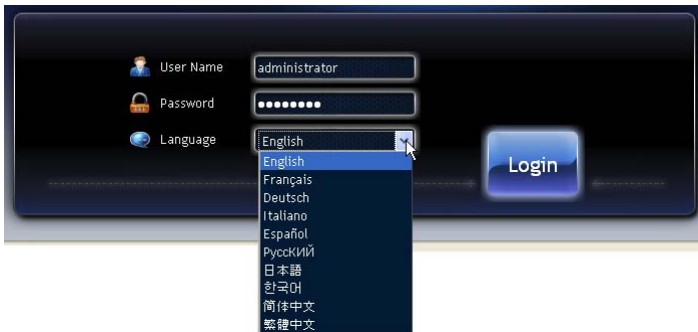 User Name administrator
Password ••••••••
Language English
English
Français
Deutsch
Italiano
Español
РуссКИЙ
日本語
한국어
简体中文
繁體中文
Login